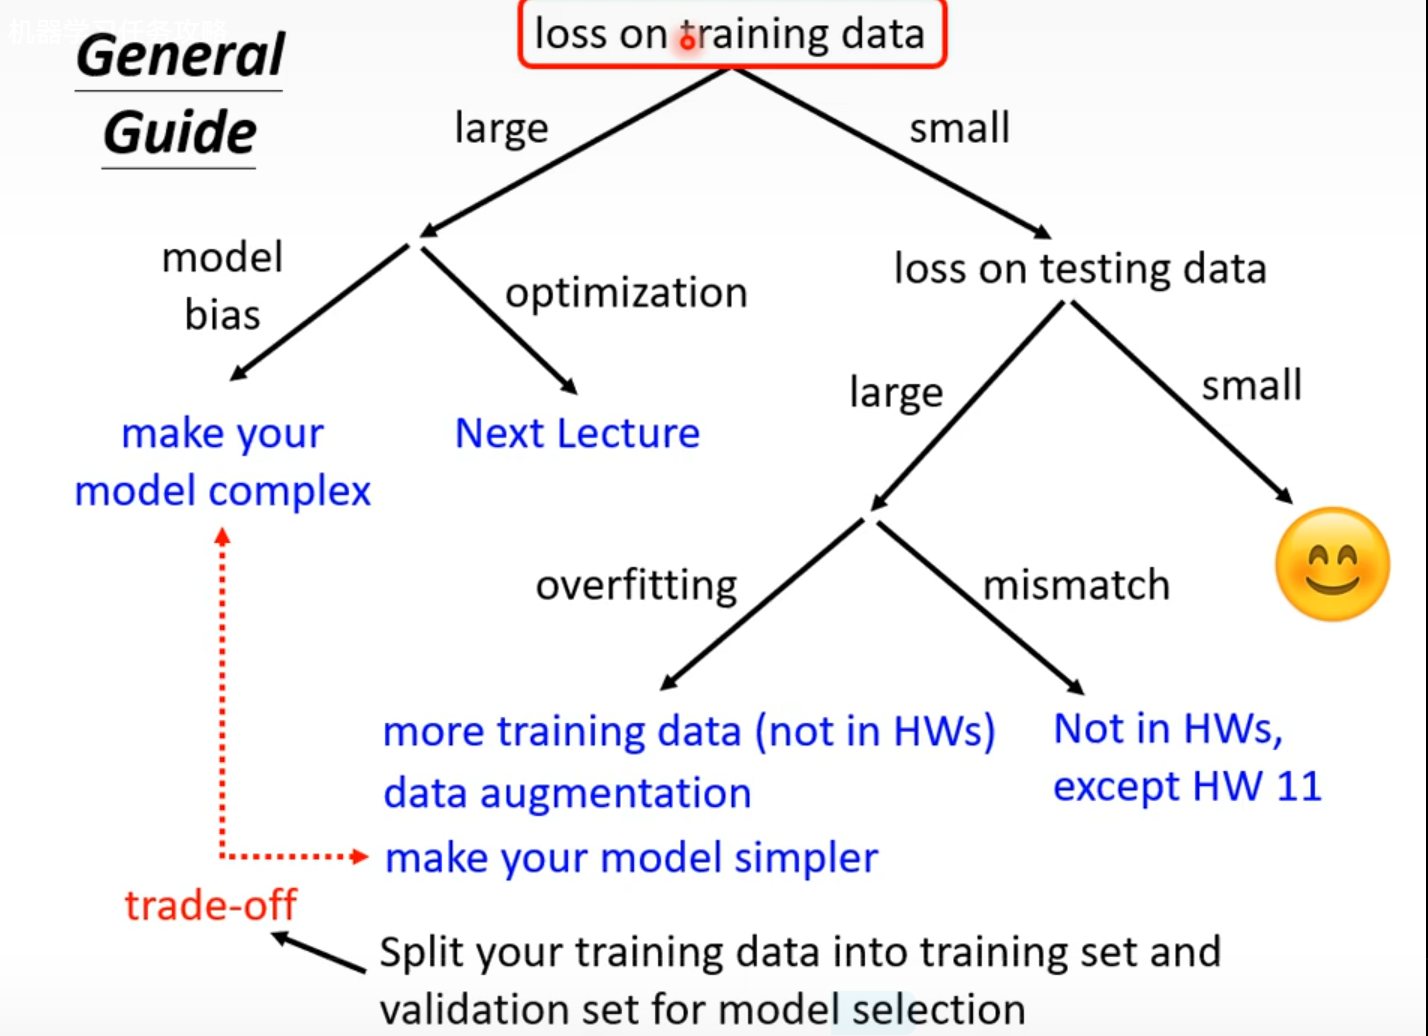 机器学习任务攻略
General
Guide
loss on training data
large
small
model
bias
optimization
loss on testing data
large
small
make your
model complex
Next Lecture
overfitting
mismatch
more training data (not in HWs)
data augmentation
make your model simpler
Not in HWs,
except HW 11
trade-off
Split your training data into training set and
validation set for model selection